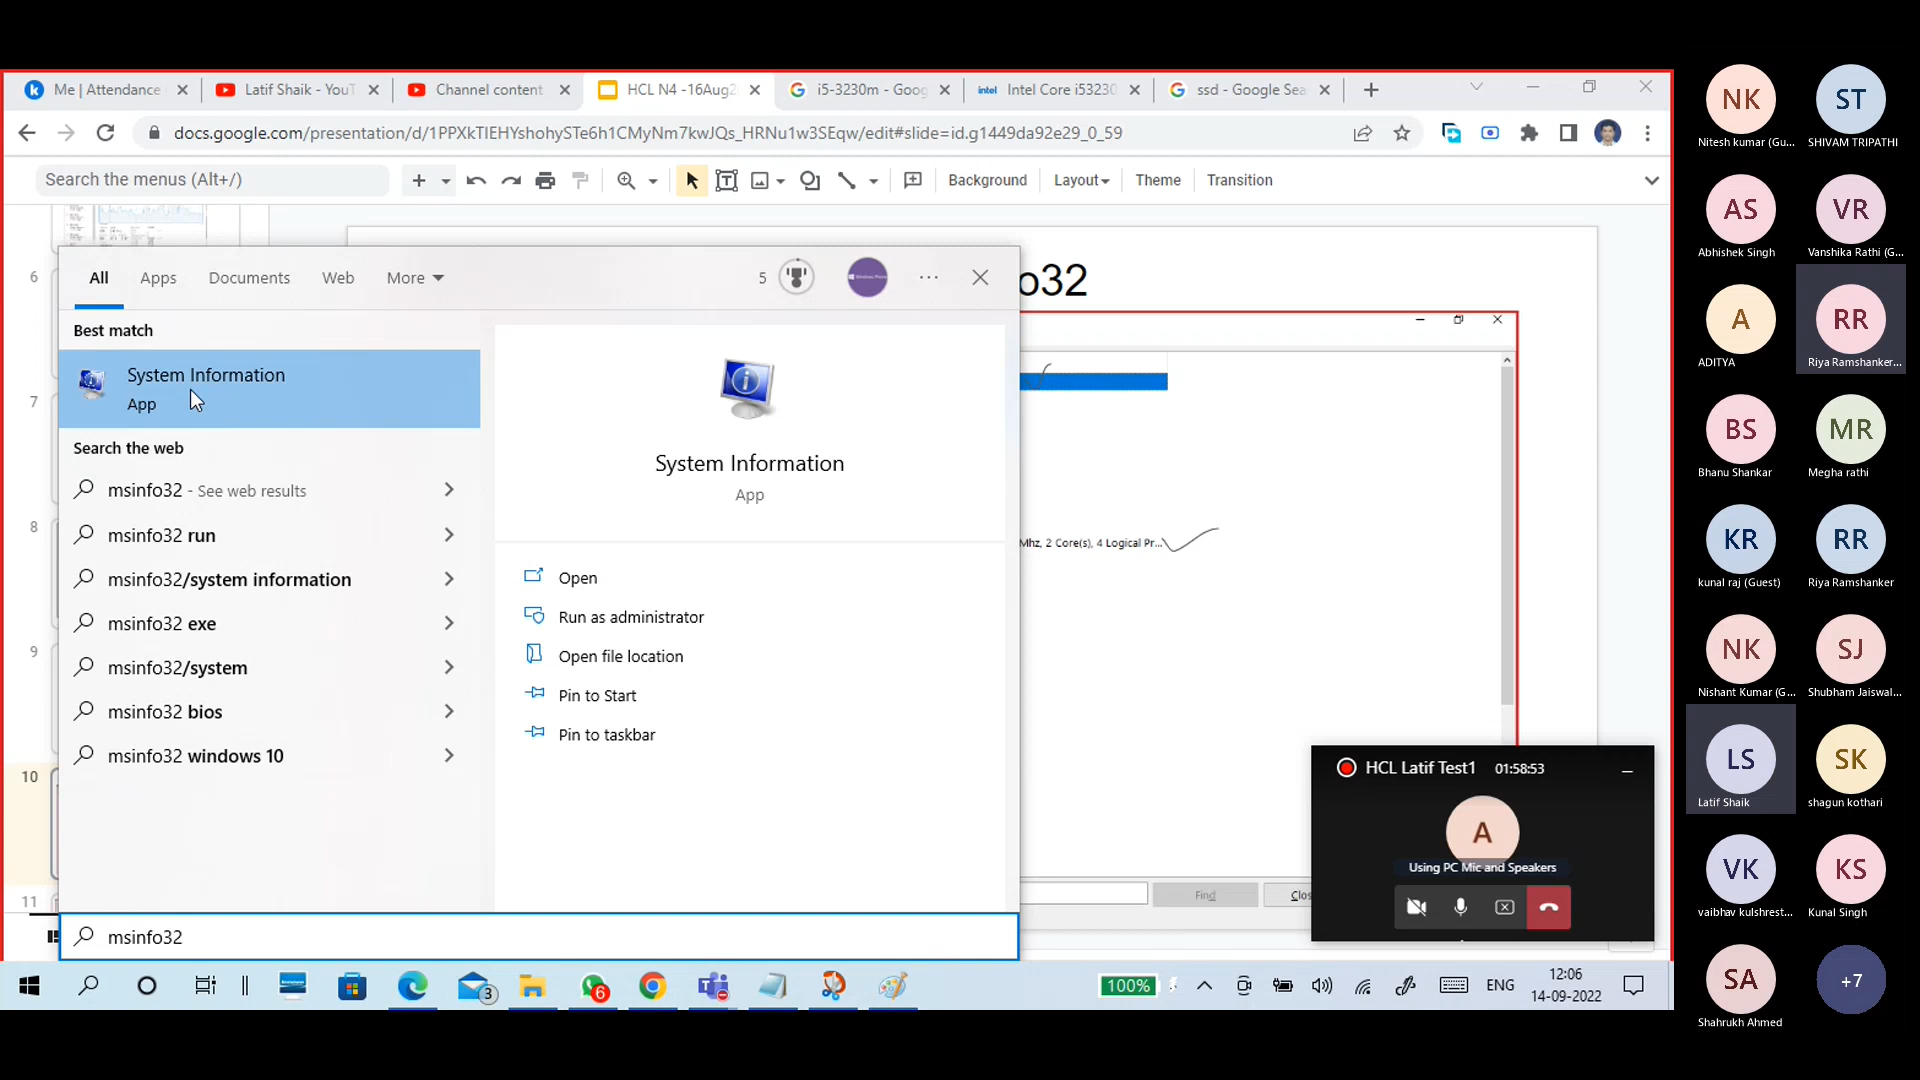 Me | Attendance
Latif Shaik - YouT
Channel content
HCL N4 -16Aug2
i5-3230m - Goog
intel Intel Core i53230
ssd - Google Sea
docs.google.com/presentation/d/1PPXkTIEHYshohySTe6h1CMyNm7kwJQs_HRNu1w3SEqw/edit#slide=id.g1449da92e29_0_59
Search the menus (Alt+/)
Background
Layout
Theme
Transition
6
7
8
9
10
11
o32
All
Apps
Documents
Web
More
5
Best match
System Information
App
Search the web
msinfo32 - See web results
msinfo32 run
msinfo32/system information
msinfo32 exe
msinfo32/system
msinfo32 bios
msinfo32 windows 10
System Information
App
Open
Run as administrator
Open file location
Pin to Start
Pin to taskbar
msinfo32
Mhz, 2 Core(s), 4 Logical Pr...
Find
Clos
HCL Latif Test1 01:58:53
A
Using PC Mic and Speakers
3
6
100%
ENG
12:06
14-09-2022
NK
Nitesh kumar (Gu...
ST
SHIVAM TRIPATHI
AS
Abhishek Singh
VR
Vanshika Rathi (G...
A
ADITYA
RR
Riya Ramshanker...
BS
Bhanu Shankar
MR
Megha rathi
KR
kunal raj (Guest)
RR
Riya Ramshanker
NK
Nishant Kumar (G...
SJ
Shubham Jaiswal...
LS
Latif Shaik
SK
shagun kothari
VK
vaibhav kulshrest...
KS
Kunal Singh
SA
Shahrukh Ahmed
+7